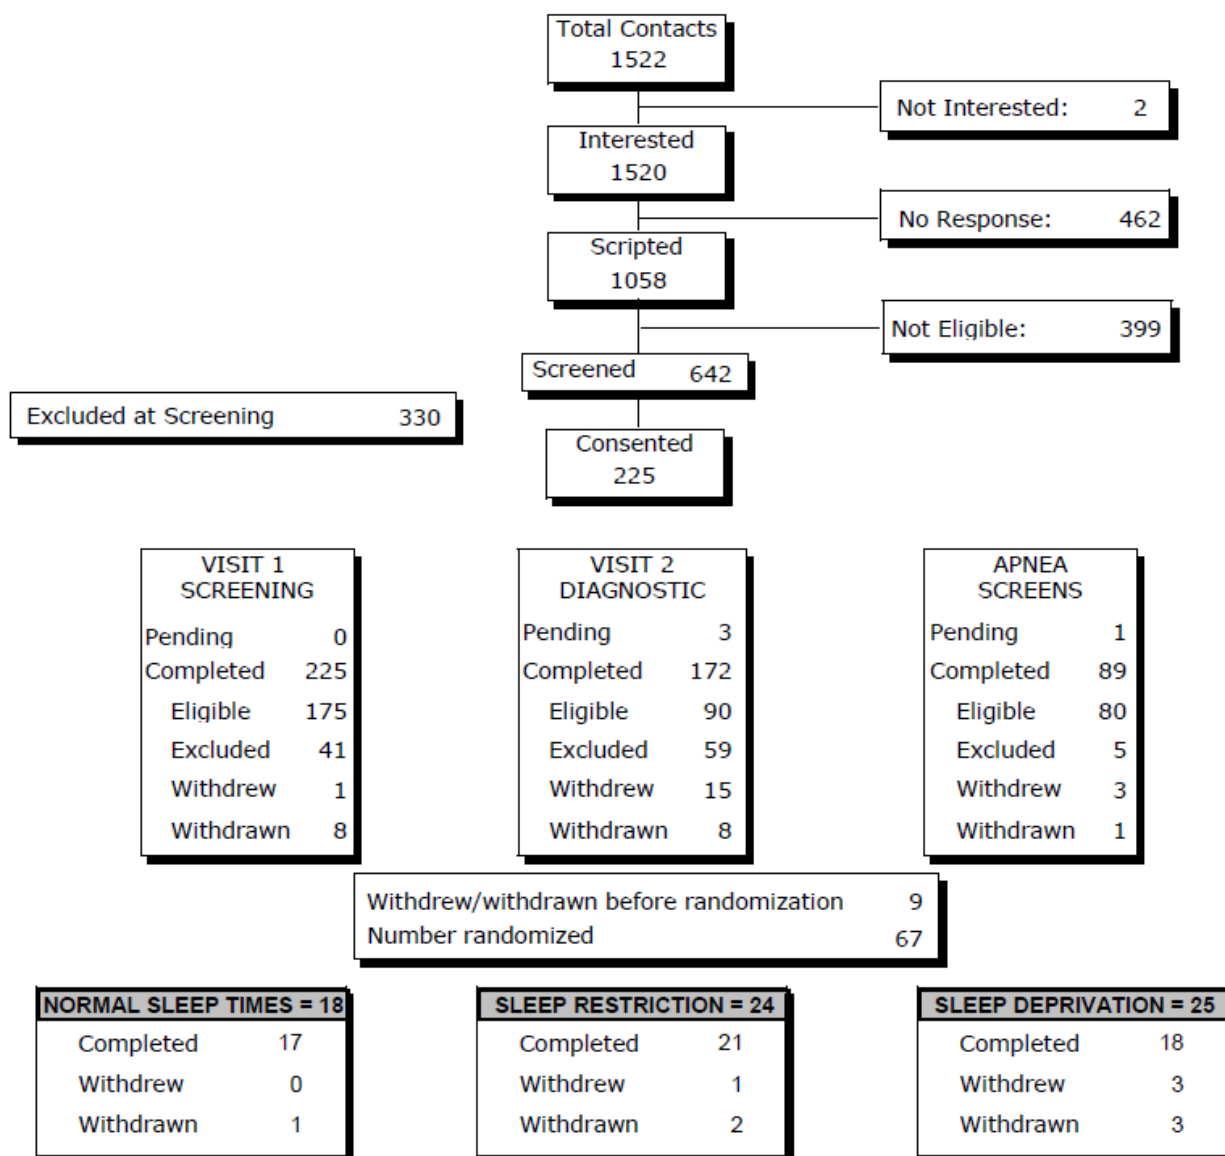 Total Contacts
1522
Not Interested: 2
Interested
1520
No Response: 462
Scripted
1058
Not Eligible: 399
Screened 642
Excluded at Screening 330
Consented
225
VISIT 1
SCREENING
Pending 0
Completed 225
Eligible 175
Excluded 41
Withdrew 1
Withdrawn 8
VISIT 2
DIAGNOSTIC
Pending 3
Completed 172
Eligible 90
Excluded 59
Withdrew 15
Withdrawn 8
APNEA
SCREENS
Pending 1
Completed 89
Eligible 80
Excluded 5
Withdrew 3
Withdrawn 1
Withdrew/withdrawn before randomization 9
Number randomized 67
NORMAL SLEEP TIMES = 18
Completed 17
Withdrew 0
Withdrawn 1
SLEEP RESTRICTION = 24
Completed 21
Withdrew 1
Withdrawn 2
SLEEP DEPRIVATION = 25
Completed 18
Withdrew 3
Withdrawn 3